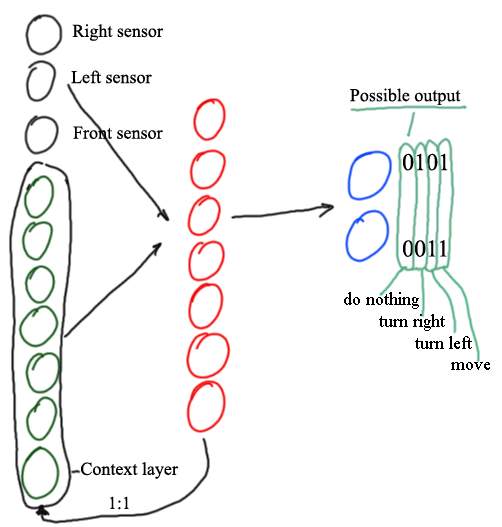 Right sensor
Left sensor
Front sensor
Possible output
0101
0011
do nothing
turn right
turn left
move
Context layer
1:1